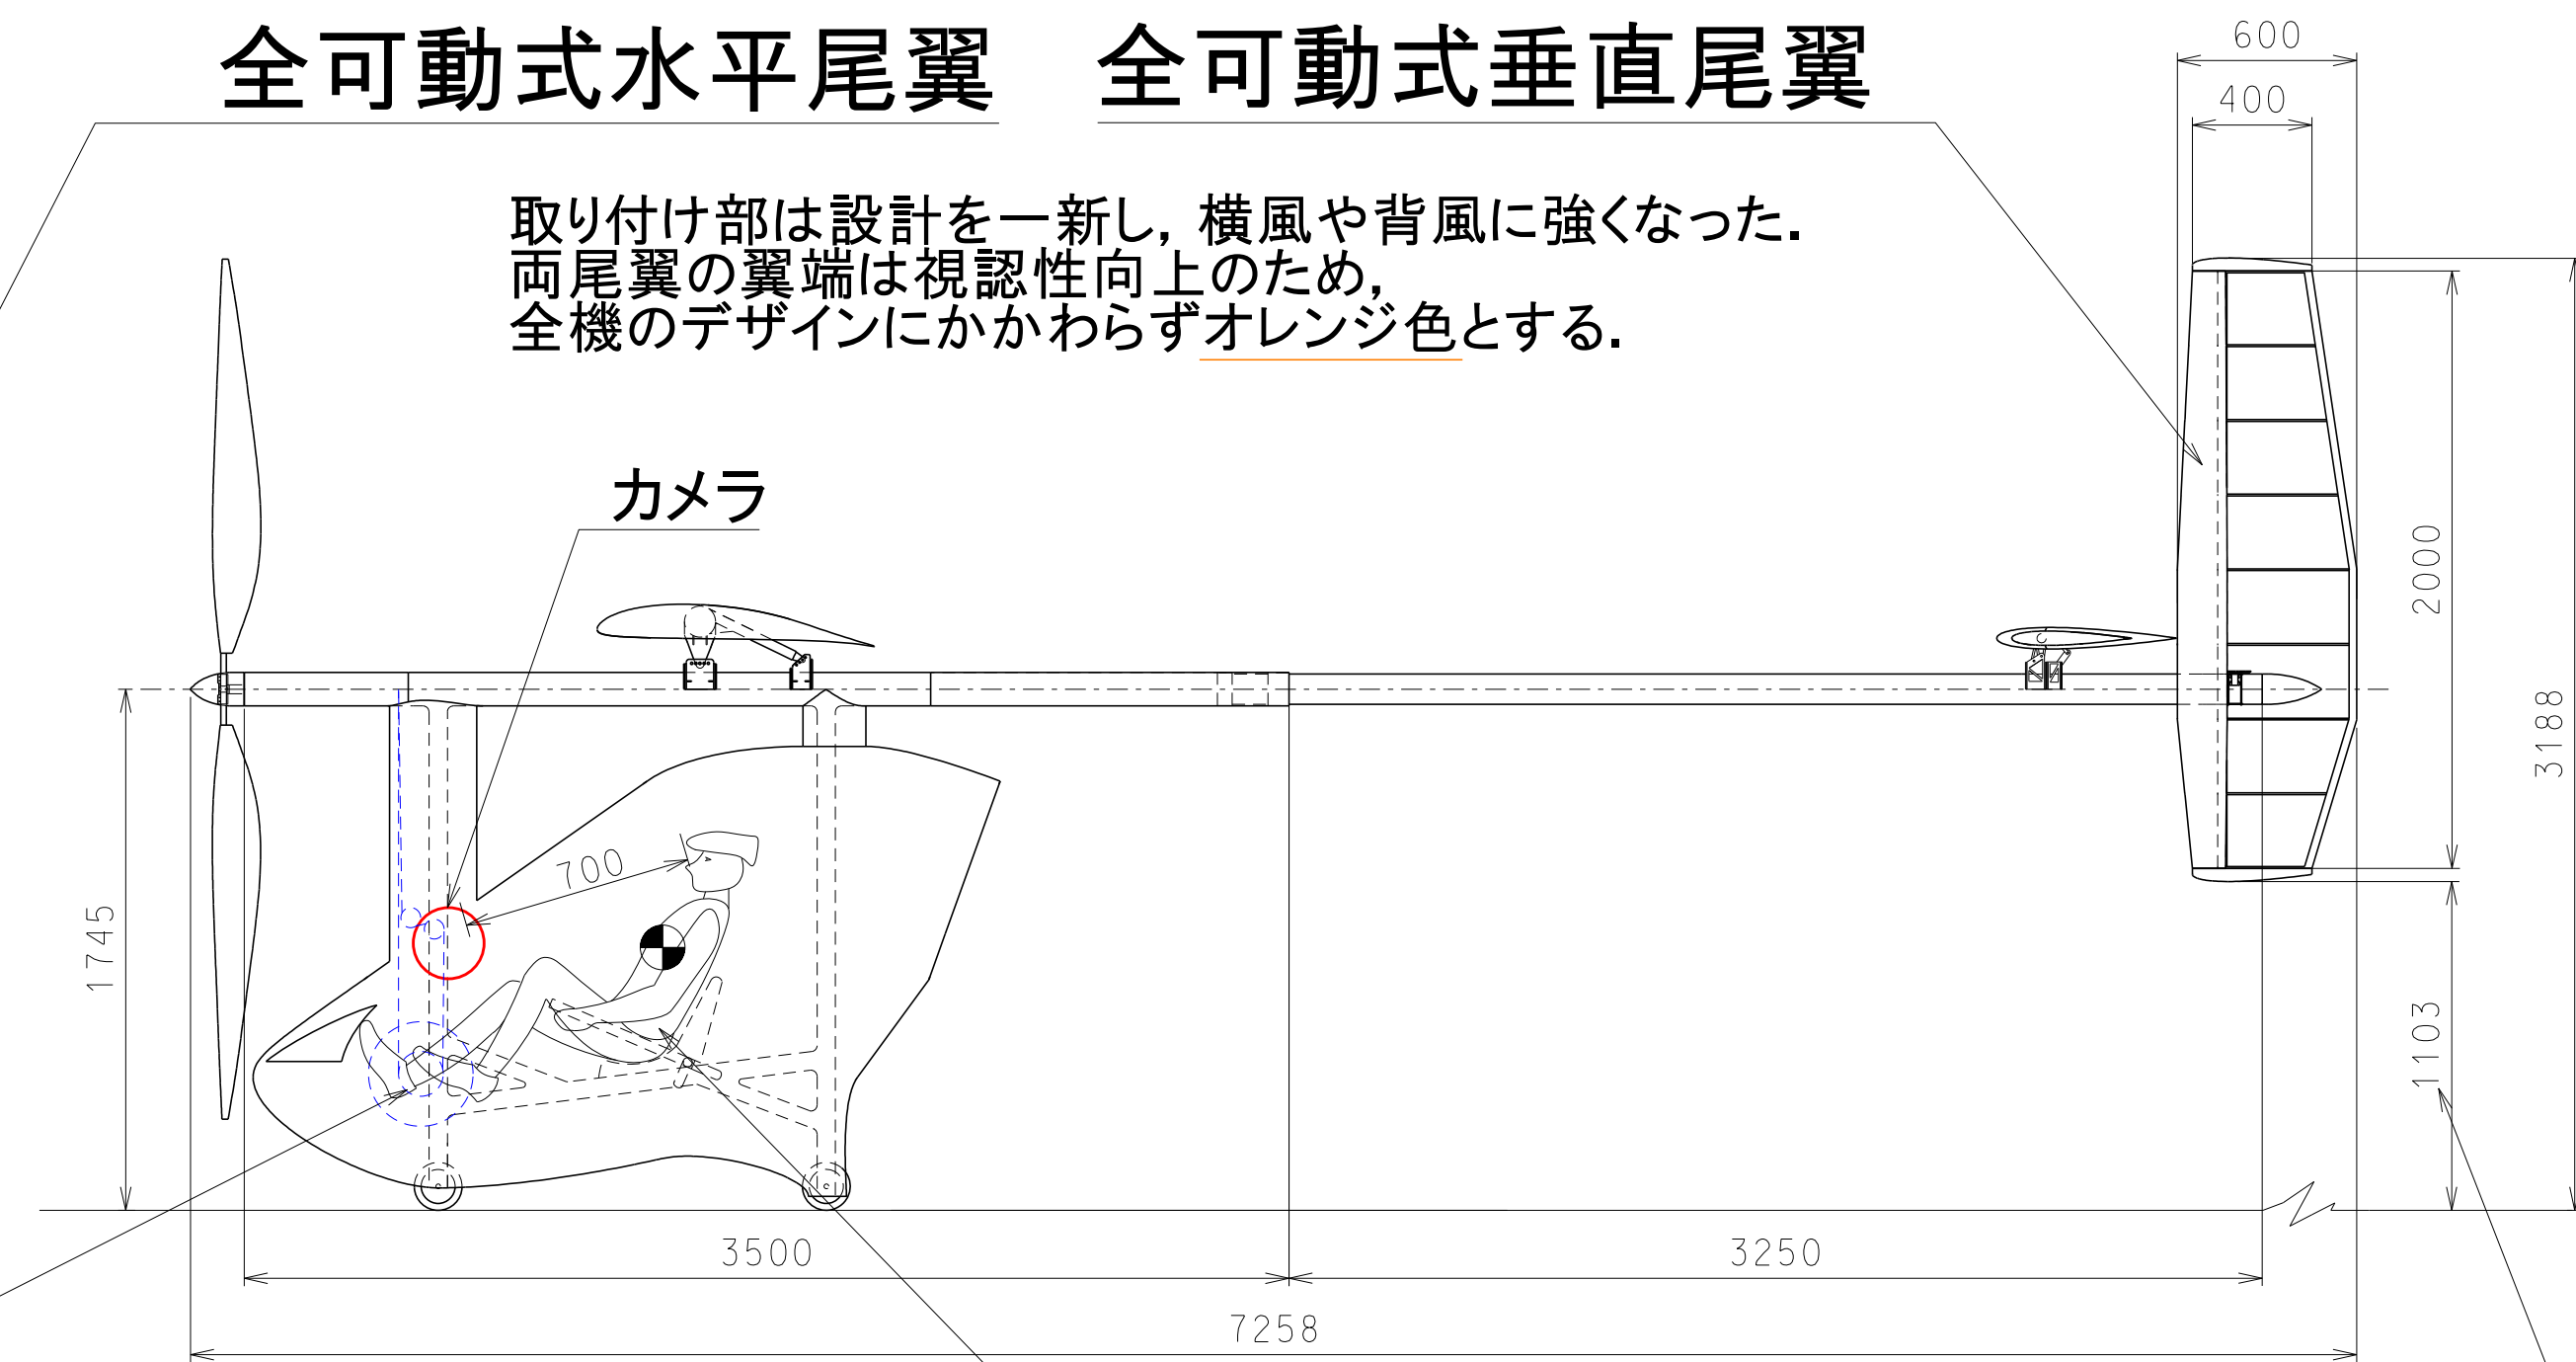 全可動式水平尾翼
全可動式垂直尾翼
600
400
取り付け部は設計を一新し，横風や背風に強くなった．
両尾翼の翼端は視認性向上のため，
全機のデザインにかかわらずオレンジ色とする．
カメラ
2000
3188
700
1745
1103
3500
3250
7258